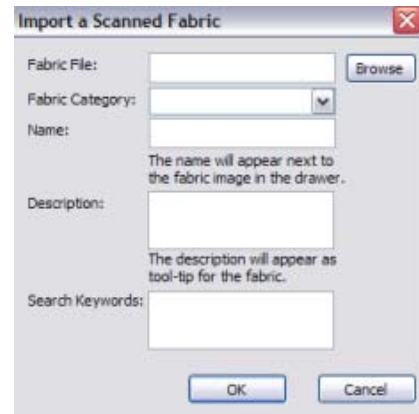 Import a Scanned Fabric
Fabric File:
Browse
Fabric Category:
Name:
The name will appear next to
the fabric image in the drawer.
Description:
The description will appear as
tool-tip for the fabric.
Search Keywords:
OK
Cancel